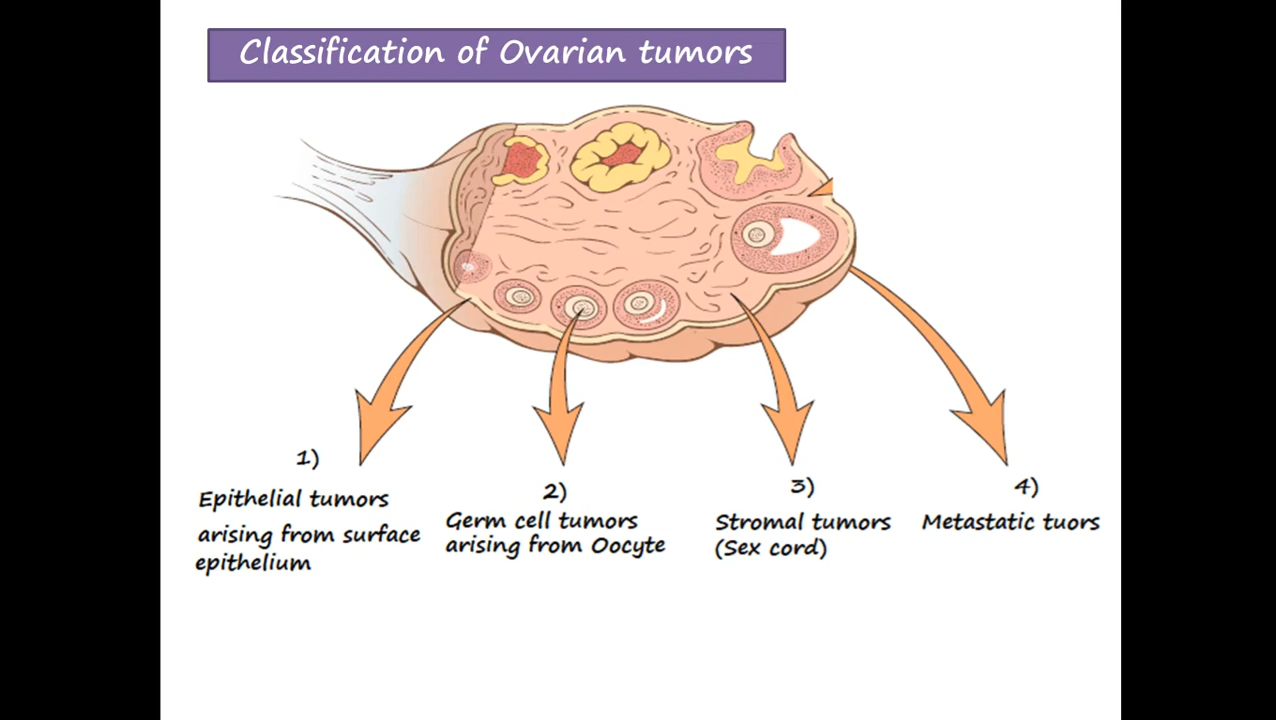 Classification of Ovarian tumors
1)
Epithelial tumors
arising from surface
epithelium
2)
Germ cell tumors
arising from Oocyte
3)
Stromal tumors
(Sex cord)
4)
Metastatic tuors